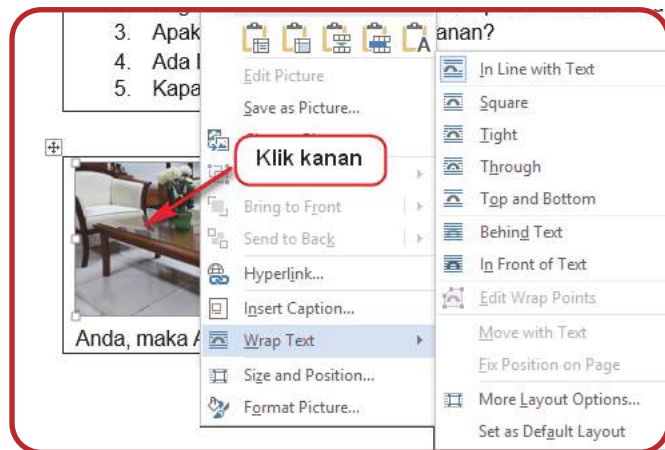 3. Apak
anan?
4. Ada
5. Kapa
Edit Picture
Save as Picture...
Klik kanan
Bring to Front
Send to Back
Hyperlink...
Insert Caption...
Wrap Text
Size and Position...
Format Picture...
In Line with Text
Square
Tight
Through
Top and Bottom
Behind Text
In Front of Text
Edit Wrap Points
Move with Text
Fix Position on Page
More Layout Options...
Set as Default Layout
Anda, maka